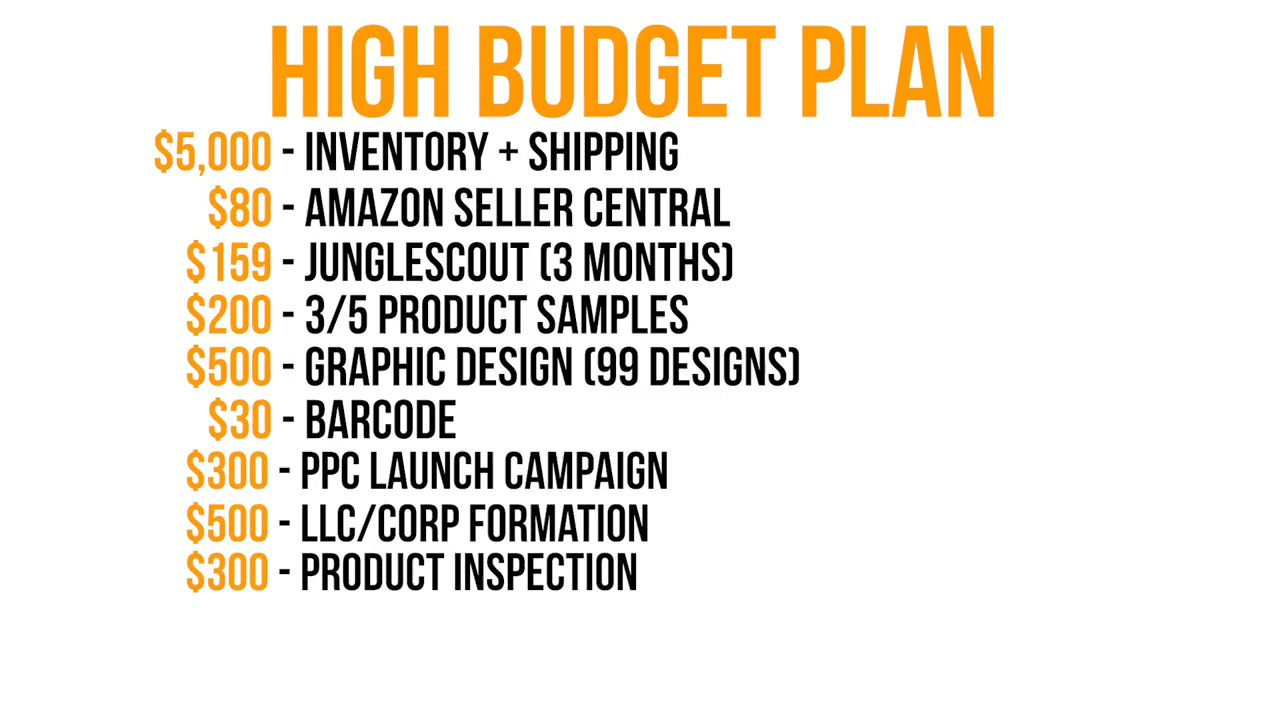 HIGH BUDGET PLAN
$5,000 - INVENTORY + SHIPPING
$80 - AMAZON SELLER CENTRAL
$159 - JUNGLESCOUT (3 MONTHS)
$200 - 3/5 PRODUCT SAMPLES
$500 - GRAPHIC DESIGN (99 DESIGNS)
$30 - BARCODE
$300 - PPC LAUNCH CAMPAIGN
$500 - LLC/CORP FORMATION
$300 - PRODUCT INSPECTION